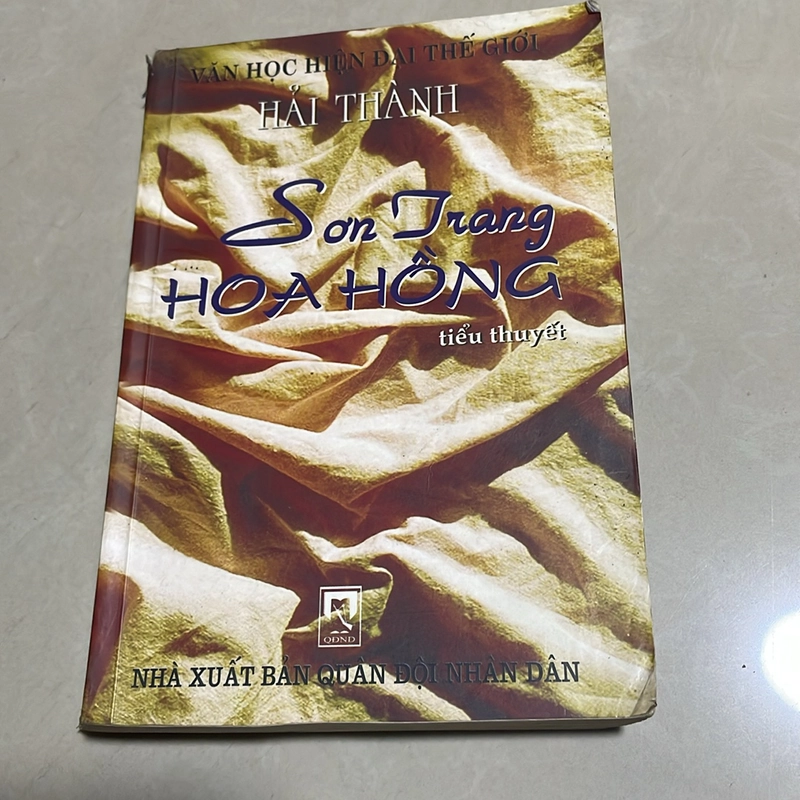 VĂN HỌC HIỆN ĐẠI THẾ GIỚI
HẢI THÀNH
Sơn Trang
HOA HỒNG
tiểu thuyết
QĐND
NHÀ XUẤT BẢN QUÂN ĐỘI NHÂN DÂN